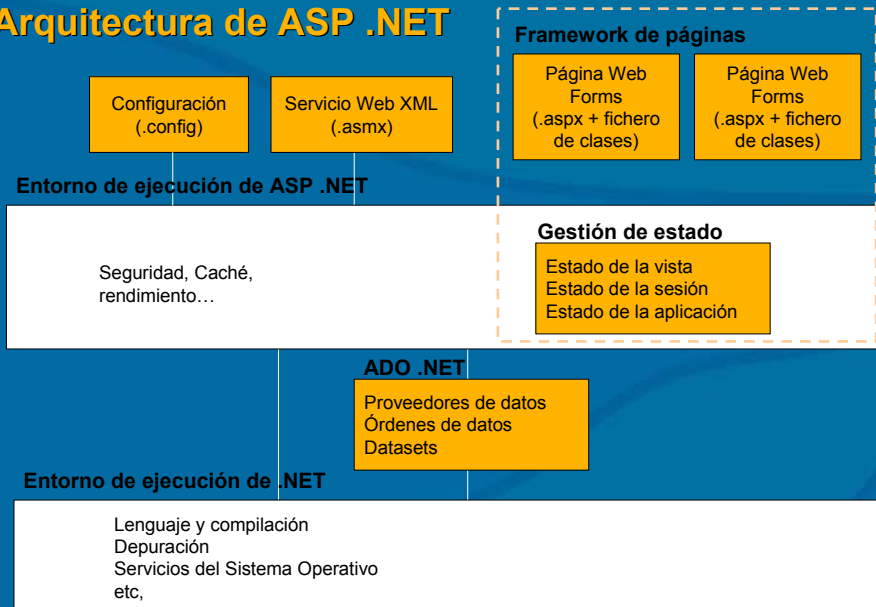 Arquitectura de ASP .NET
Framework de páginas
Configuración
(.config)
Servicio Web XML
(.asmx)
Página Web
Forms
(.aspx + fichero
de clases)
Página Web
Forms
(.aspx + fichero
de clases)
Entorno de ejecución de ASP .NET
Seguridad, Caché,
rendimiento…
Gestión de estado
Estado de la vista
Estado de la sesión
Estado de la aplicación
ADO .NET
Proveedores de datos
Órdenes de datos
Datasets
Entorno de ejecución de .NET
Lenguaje y compilación
Depuración
Servicios del Sistema Operativo
etc,